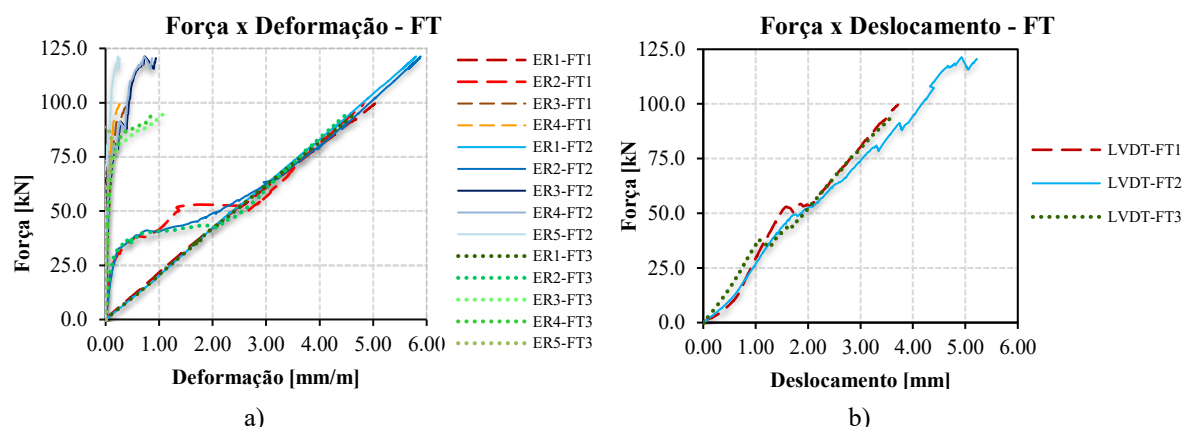 Força x Deformação - FT
Força [kN]
125.0
100.0
75.0
50.0
25.0
0.0
0.00 1.00 2.00 3.00 4.00 5.00 6.00
Deformação [mm/m]
ER1-FT1
ER2-FT1
ER3-FT1
ER4-FT1
ER1-FT2
ER2-FT2
ER3-FT2
ER4-FT2
ER5-FT2
ER1-FT3
ER2-FT3
ER3-FT3
ER4-FT3
ER5-FT3
a)
Força x Deslocamento - FT
Força [kN
125.0
100.0
75.0
50.0
25.0
0.0
0.00 1.00 2.00 3.00 4.00 5.00 6.00
Deslocamento [mm]
LVDT-FT1
LVDT-FT2
LVDT-FT3
b)